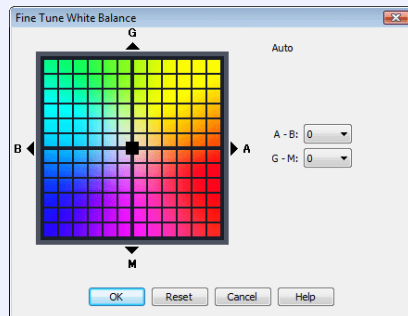 Fine Tune White Balance
G
Auto
B
A
A - B: 0
G - M: 0
M
OK
Reset
Cancel
Help